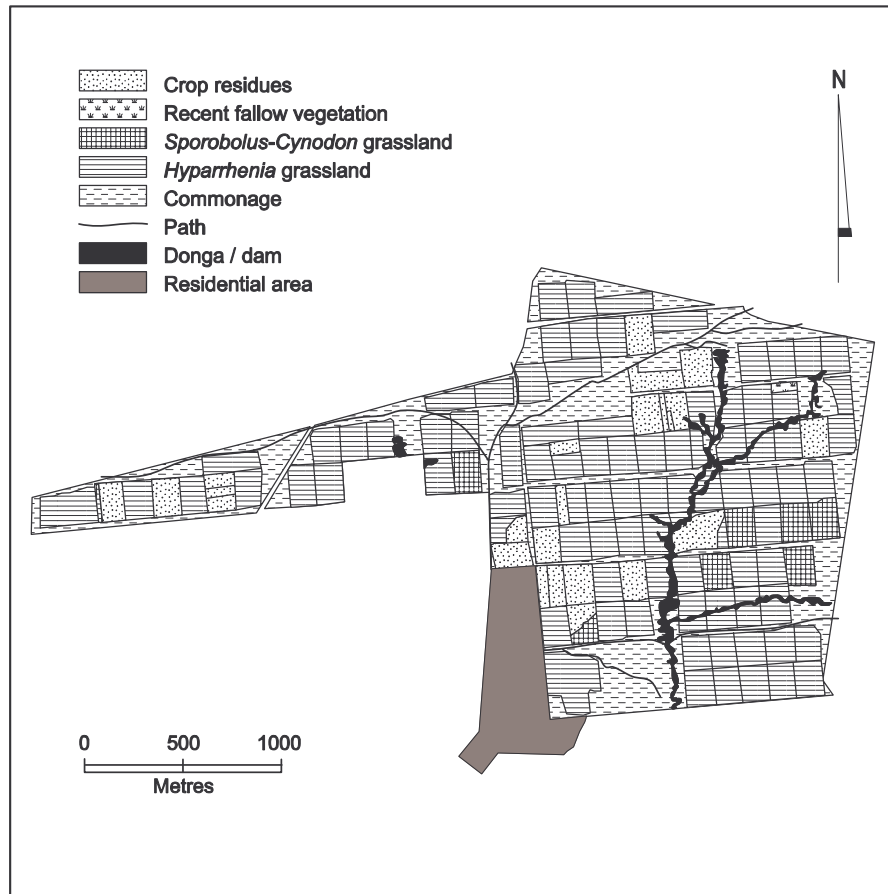 Crop residues
Recent fallow vegetation
Sporobolus-Cynodon grassland
Hyparrhenia grassland
Commonage
Path
Donga / dam
Residential area
N
0 500 1000
Metres